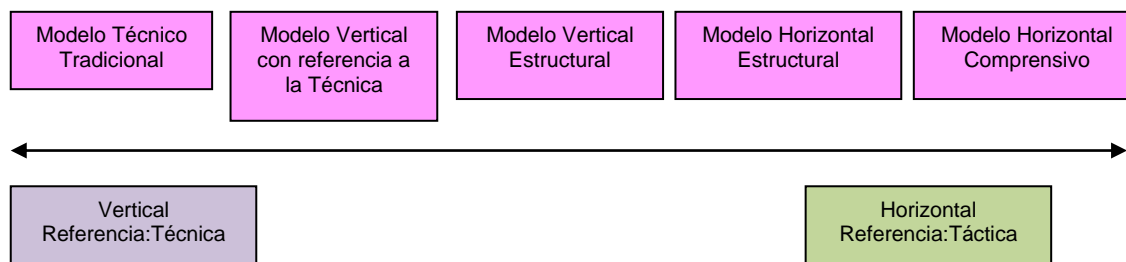 Modelo Técnico
Tradicional
Modelo Vertical
con referencia a
la Técnica
Modelo Vertical
Estructural
Modelo Horizontal
Estructural
Modelo Horizontal
Comprensivo
Vertical
Referencia:Técnica
Horizontal
Referencia:Táctica